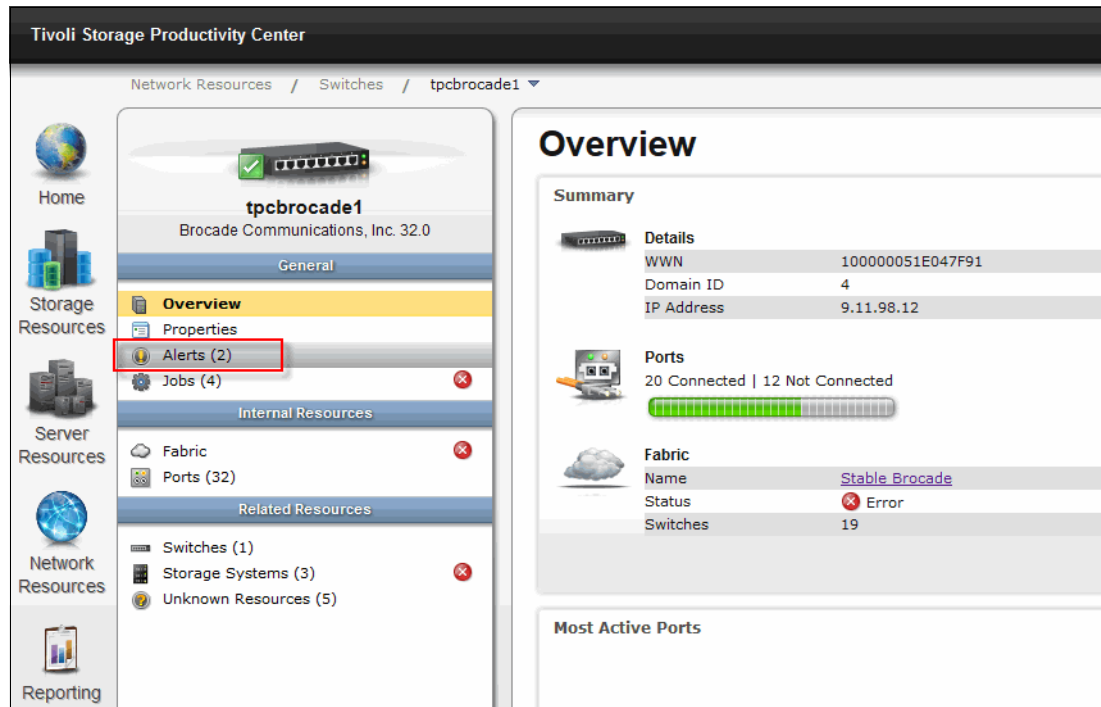 Tivoli Storage Productivity Center
Network Resources / Switches / tpcbrocade1
Home
Storage
Resources
Server
Resources
Network
Resources
Reporting
tpcbrocade1
Brocade Communications, Inc. 32.0
General
Overview
Properties
Alerts (2)
Jobs (4)
Internal Resources
Fabric
Ports (32)
Related Resources
Switches (1)
Storage Systems (3)
Unknown Resources (5)
Overview
Summary
Details
WWN 100000051E047F91
Domain ID 4
IP Address 9.11.98.12
Ports
20 Connected | 12 Not Connected
Fabric
Name Stable Brocade
Status Error
Switches 19
Most Active Ports